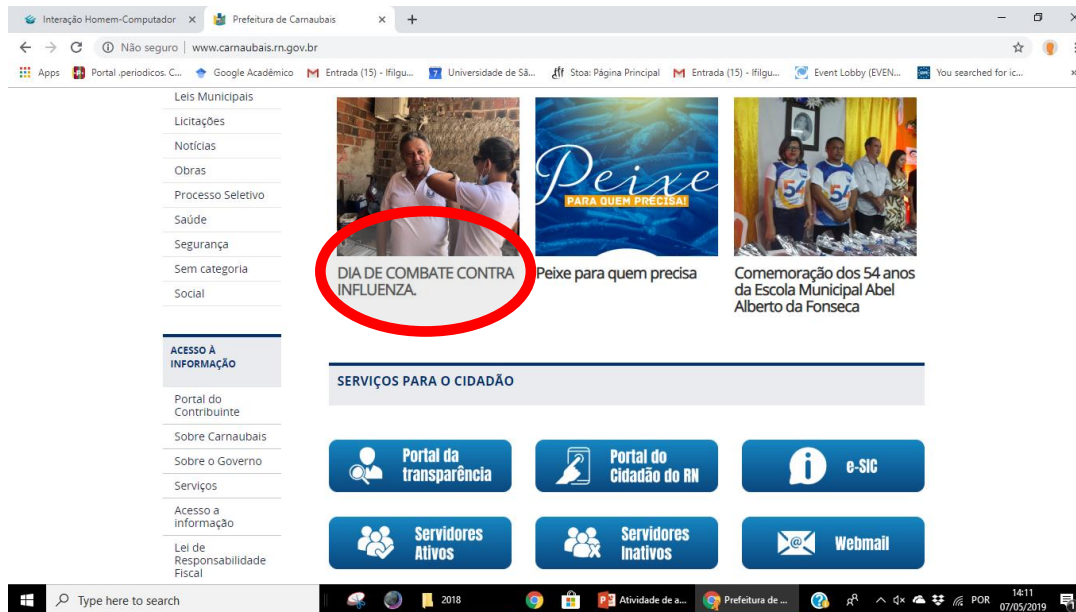 Interação Homem-Computador
Prefeitura de Carnaubais
Não seguro | www.carnaubais.rn.gov.br
Apps
Portal .periodicos. C...
Google Acadêmico
Entrada (15) - Ifilgu...
Universidade de Sã...
Stoa: Página Principal
Entrada (15) - Ifilgu...
Event Lobby (EVEN...
You searched for ic...
Leis Municipais
Licitações
Notícias
Obras
Processo Seletivo
Saúde
Segurança
Sem categoria
Social
ACESSO À
INFORMAÇÃO
Portal do
Contribuinte
Sobre Carnaubais
Sobre o Governo
Serviços
Acesso a
informação
Lei de
Responsabilidade
Fiscal
Peixe
PARA QUEM PRECISA!
54
54
DIA DE COMBATE CONTRA
INFLUENZA.
Peixe para quem precisa
Comemoração dos 54 anos
da Escola Municipal Abel
Alberto da Fonseca
SERVIÇOS PARA O CIDADÃO
Portal da
transparência
Portal do
Cidadão do RN
e-SIC
Servidores
Ativos
Servidores
Inativos
Webmail
Type here to search
2018
Atividade de a...
Prefeitura de ...
POR
14:11
07/05/2019